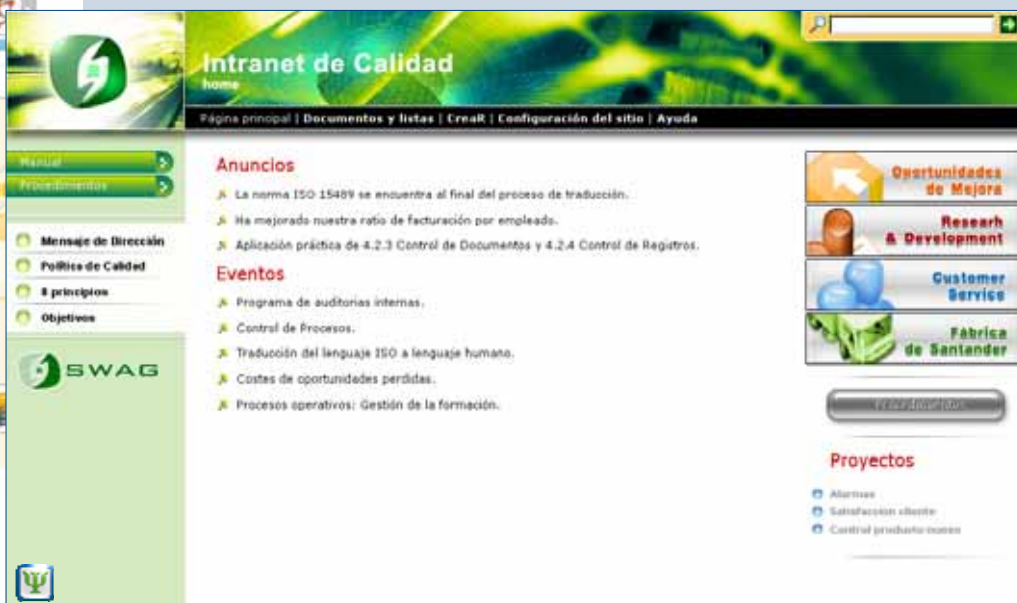 Intranet de Calidad
home
Página principal | Documentos y listas | CreaR | Configuración del sitio | Ayuda
Manual
Procedimientos
Mensaje de Dirección
Política de Calidad
8 principios
Objetivos
SWAG
Anuncios
La norma ISO 15489 se encuentra al final del proceso de traducción.
Ha mejorado nuestra ratio de facturación por empleado.
Aplicación práctica de 4.2.3 Control de Documentos y 4.2.4 Control de Registros.
Eventos
Programa de auditorias internas.
Control de Procesos.
Traducción del lenguaje ISO a lenguaje humano.
Costes de oportunidades perdidas.
Procesos operativos: Gestión de la formación.
Oportunidades
de Mejora
Researh
& Development
Customer
Service
Fábrica
de Santander
Proyectos
Alarmas
Satisfaccion cliente
Control producto nuevo
Ψ